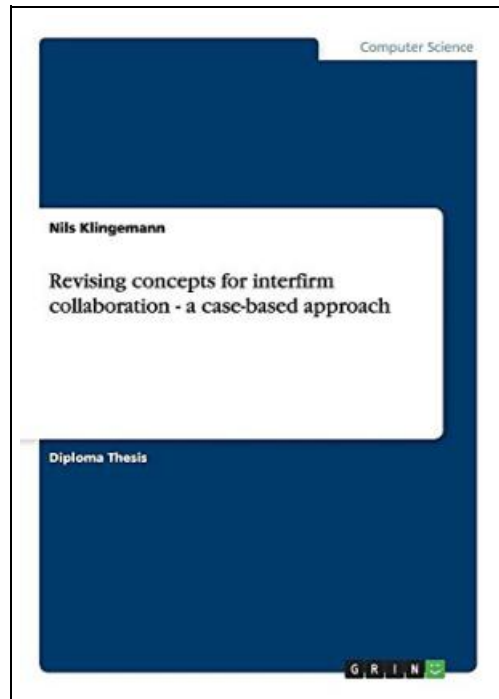 Computer Science
Nils Klingemann
Revising concepts for interfirm
collaboration - a case-based approach
Diploma Thesis
GRIN